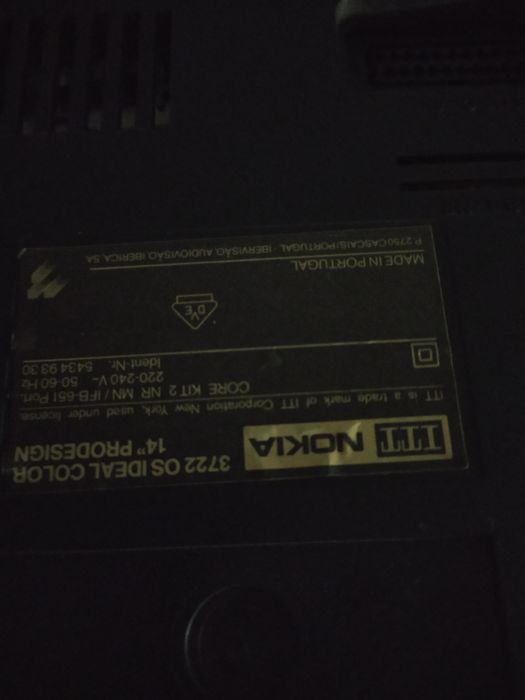 ITT NOKIA
3722 OS IDEAL COLOR
14" PRODESIGN
ITT is a trade mark of ITT Corporation New York, used under license.
CORE KIT 2 NR MN / IFB-651 Port.
220-240 V~ 50-60 Hz
Ident-Nr. 5434 93 30
DVE
MADE IN PORTUGAL
P. 2750 CASCAIS/PORTUGAL · IBERVISÃO, AUDIOVISÃO, IBERICA, SA